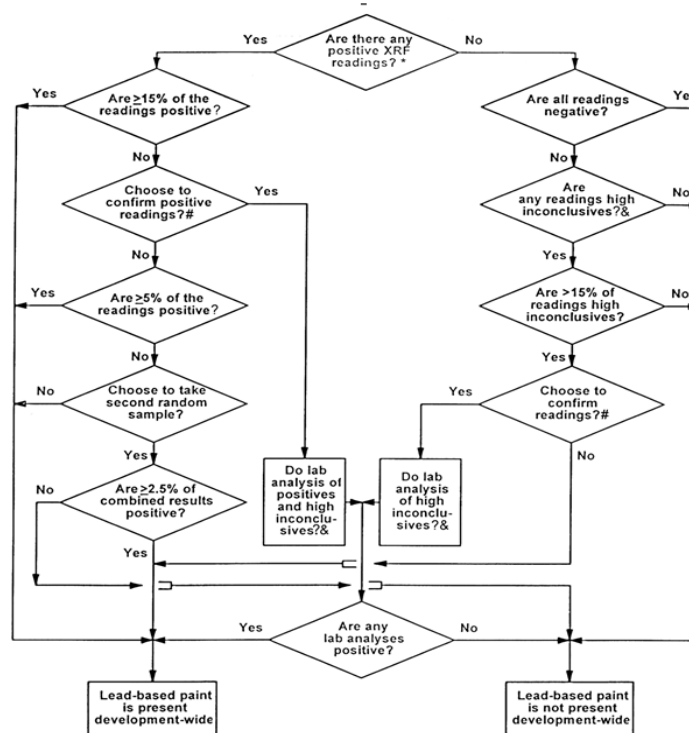 Are there any
positive XRF
readings? *
Yes
No
Are ≥15% of the
readings positive?
Yes
No
Are all readings
negative?
Yes
No
Choose to
confirm positive
readings?#
Yes
No
Are
any readings high
inconclusives?&
No
Yes
Are ≥5% of the
readings positive?
Yes
No
Are >15% of
readings high
inconclusives?
No
Yes
Choose to take
second random
sample?
No
Yes
Choose to
confirm
readings?#
Yes
No
Are ≥2.5% of
combined results
positive?
No
Yes
Do lab
analysis of
positives
and high
inconclu-
sives?&
Do lab
analysis
of high
inconclu-
sives?&
Are any
lab analyses
positive?
Yes
No
Lead-based paint
is present
development-wide
Lead-based paint
is not present
development-wide